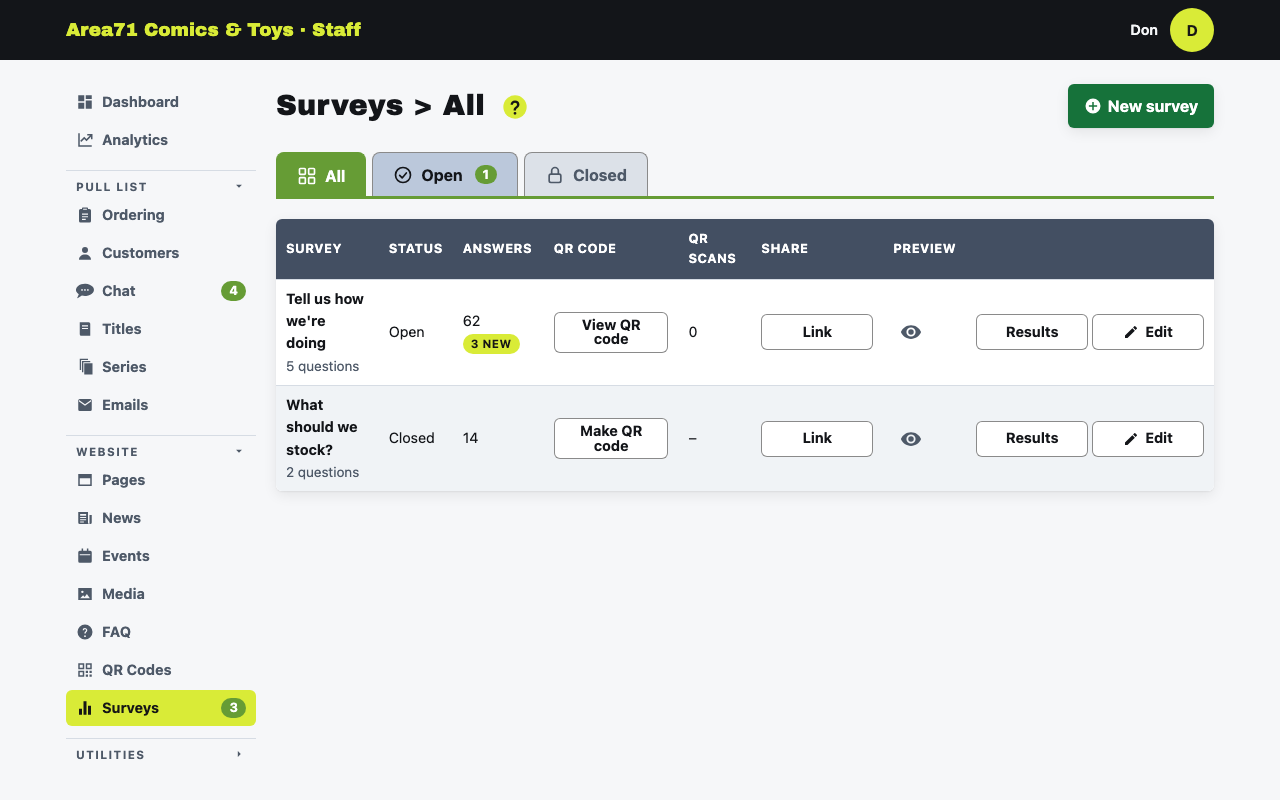 Area71 Comics & Toys · Staff
Don
D
Dashboard
Analytics
PULL LIST
Ordering
Customers
Chat
4
Titles
Series
Emails
WEBSITE
Pages
News
Events
Media
FAQ
QR Codes
Surveys
3
UTILITIES
Surveys > All
?
New survey
All
Open
1
Closed
SURVEY
STATUS
ANSWERS
QR CODE
QR
SCANS
SHARE
PREVIEW
Tell us how
we're
doing
5 questions
Open
62
3 NEW
View QR
code
0
Link
Results
Edit
What
should we
stock?
2 questions
Closed
14
Make QR
code
–
Link
Results
Edit